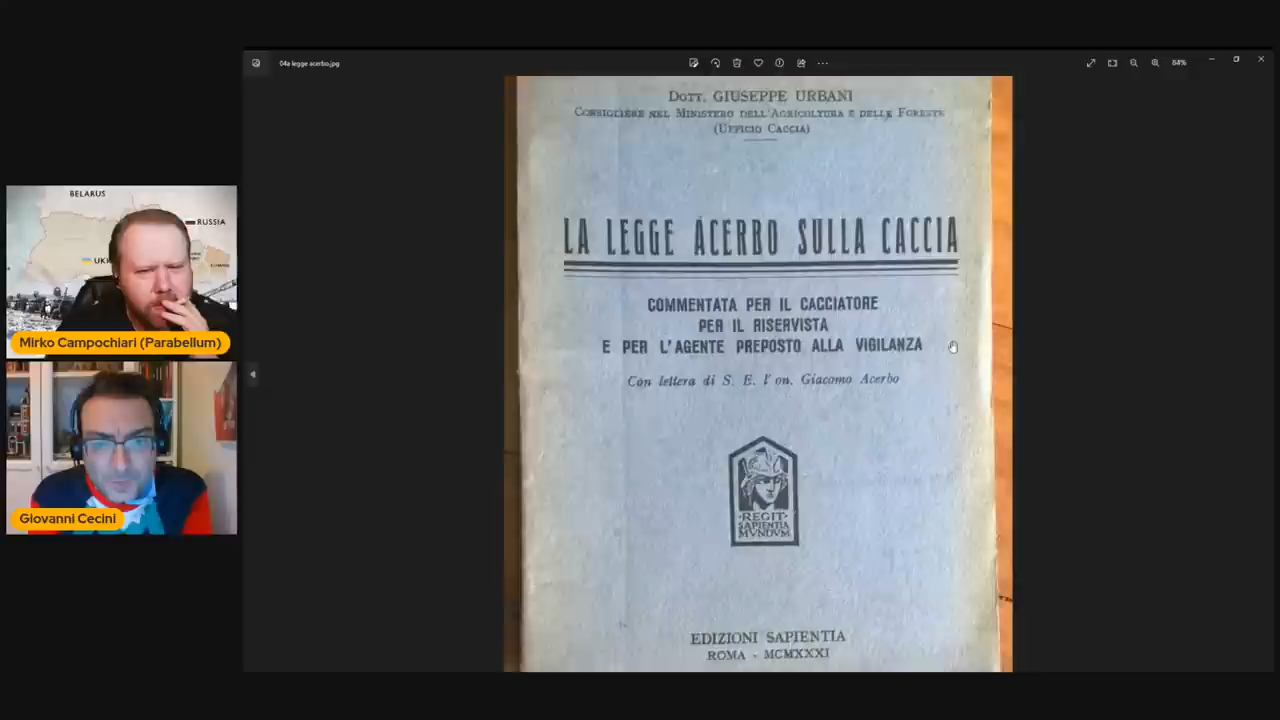 04a legge acerbo.jpg
84%
BELARUS
RUSSIA
UK
Mirko Campochiari (Parabellum)
Giovanni Cecini
DOTT. GIUSEPPE URBANI
CONSIGLIERE NEL MINISTERO DELL'AGRICOLTURA E DELLE FORESTE
(UFFICIO CACCIA)
LA LEGGE ACERBO SULLA CACCIA
COMMENTATA PER IL CACCIATORE
PER IL RISERVISTA
E PER L'AGENTE PREPOSTO ALLA VIGILANZA
Con lettera di S. E. l'on. Giacomo Acerbo
REGIT
SAPIENTIA
MVNDVM
EDIZIONI SAPIENTIA
ROMA - MCMXXXI